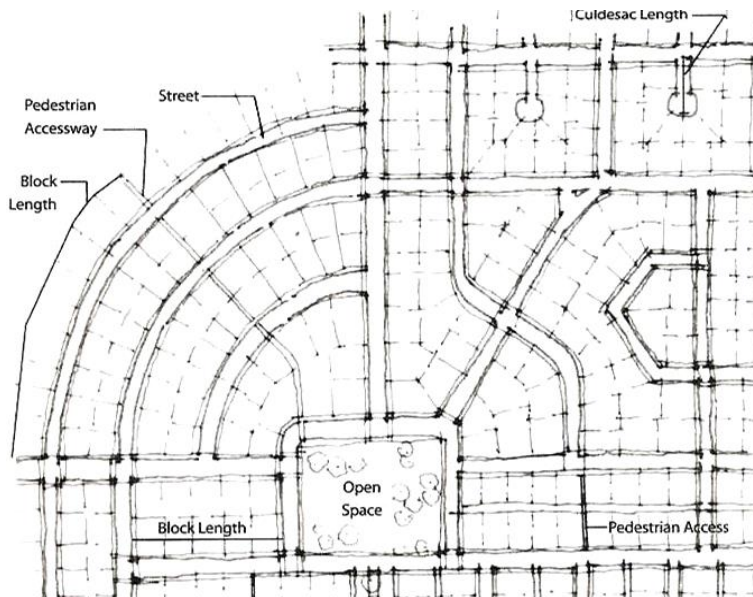 Culdesac Length
Street
Pedestrian
Accessway
Block
Length
Open
Space
Block Length
Pedestrian Access